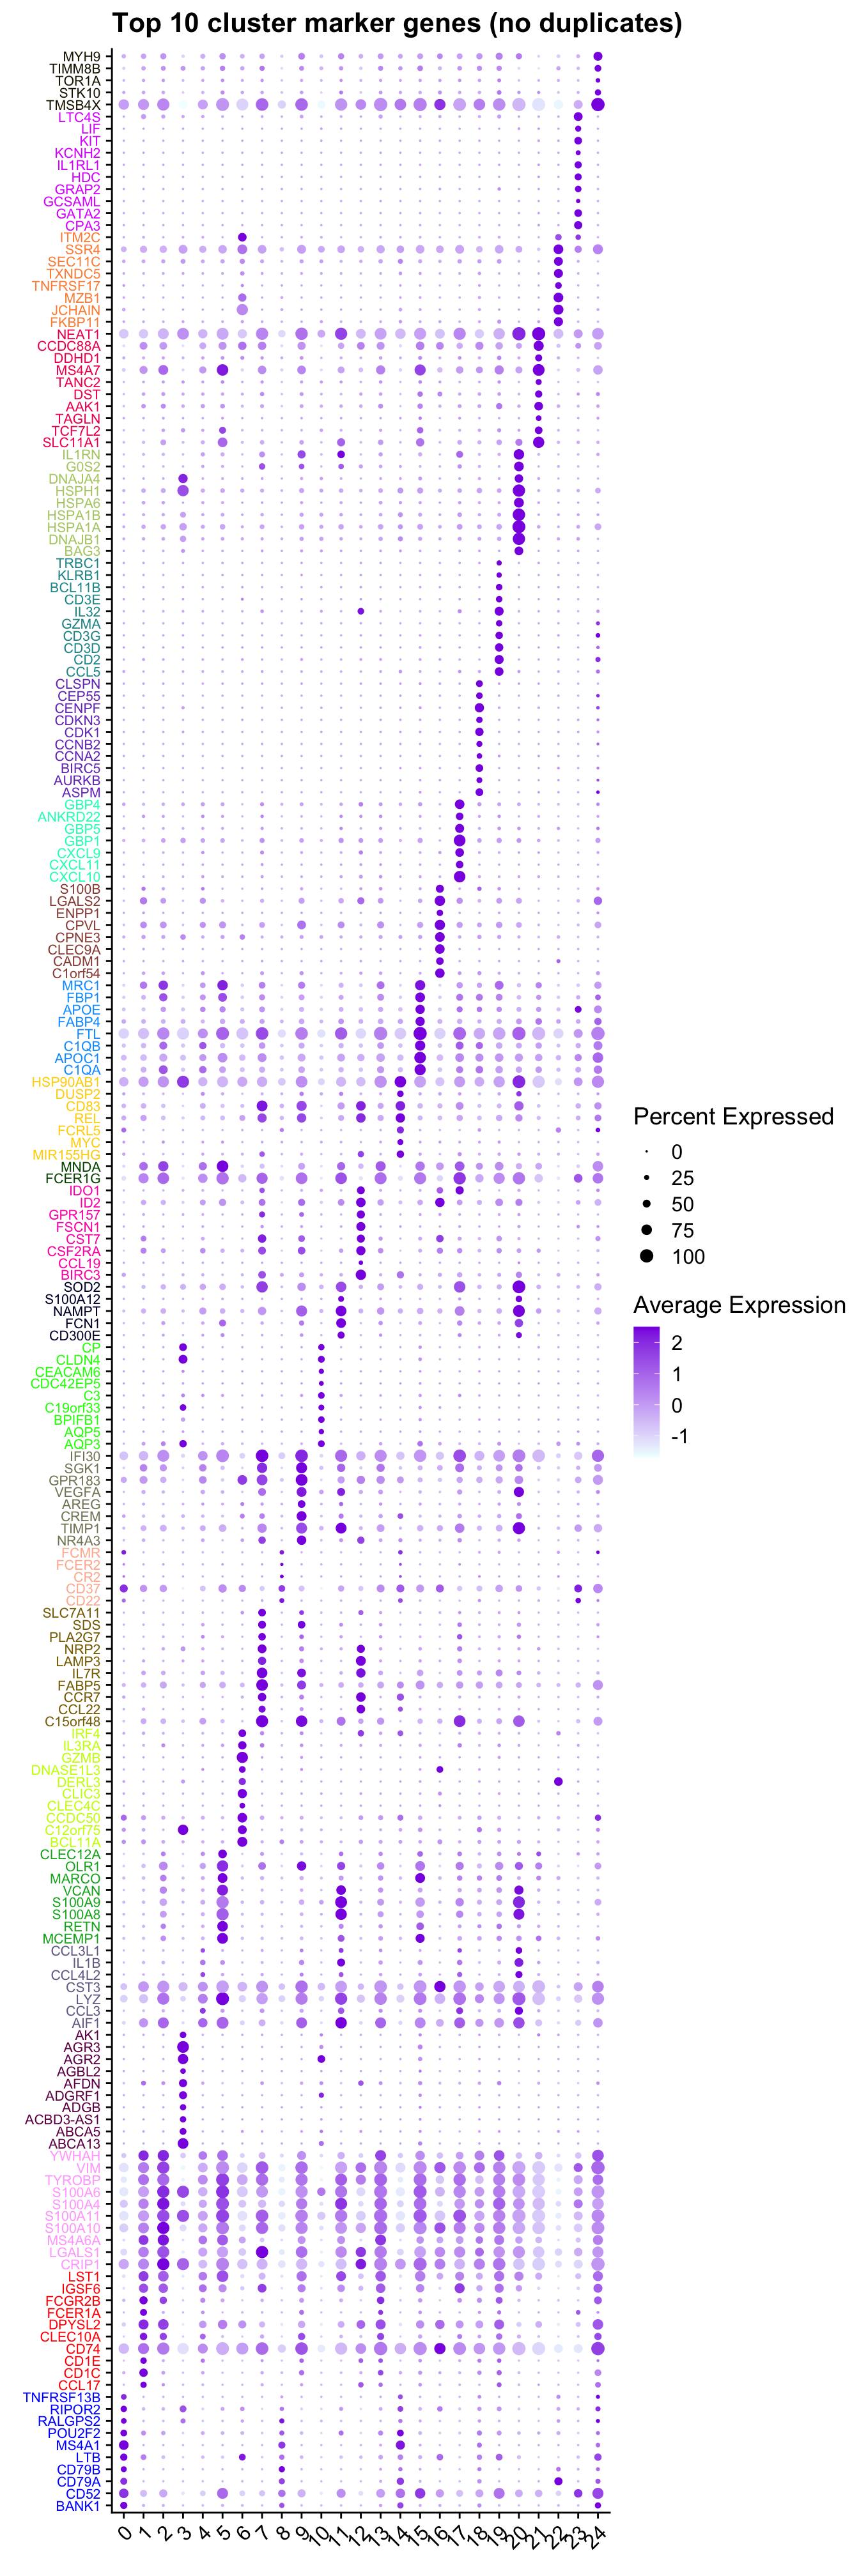 Top 10 cluster marker genes (no duplicates)
MYH9
TIMM8B
TOR1A
STK10
TMSB4X
LTC4S
LIF
KIT
KCNH2
IL1RL1
HDC
GRAP2
GCSAML
GATA2
CPA3
ITM2C
SSR4
SEC11C
TXNDC5
TNFRSF17
MZB1
JCHAIN
FKBP11
NEAT1
CCDC88A
DDHD1
MS4A7
TANC2
DST
AAK1
TAGLN
TCF7L2
SLC11A1
IL1RN
G0S2
DNAJA4
HSPH1
HSPA6
HSPA1B
HSPA1A
DNAJB1
BAG3
TRBC1
KLRB1
BCL11B
CD3E
IL32
GZMA
CD3G
CD3D
CD2
CCL5
CLSPN
CEP55
CENPF
CDKN3
CDK1
CCNB2
CCNA2
BIRC5
AURKB
ASPM
GBP4
ANKRD22
GBP5
GBP1
CXCL9
CXCL11
CXCL10
S100B
LGALS2
ENPP1
CPVL
CPNE3
CLEC9A
CADM1
C1orf54
MRC1
FBP1
APOE
FABP4
FTL
C1QB
APOC1
C1QA
HSP90AB1
DUSP2
CD83
REL
FCRL5
MYC
MIR155HG
MNDA
FCER1G
IDO1
ID2
GPR157
FSCN1
CST7
CSF2RA
CCL19
BIRC3
SOD2
S100A12
NAMPT
FCN1
CD300E
CP
CLDN4
CEACAM6
CDC42EP5
C3
C19orf33
BPIFB1
AQP5
AQP3
IFI30
SGK1
GPR183
VEGFA
AREG
CREM
TIMP1
NR4A3
FCMR
FCER2
CR2
CD37
CD22
SLC7A11
SDS
PLA2G7
NRP2
LAMP3
IL7R
FABP5
CCR7
CCL22
C15orf48
IRF4
IL3RA
GZMB
DNASE1L3
DERL3
CLIC3
CLEC4C
CCDC50
C12orf75
BCL11A
CLEC12A
OLR1
MARCO
VCAN
S100A9
S100A8
RETN
MCEMP1
CCL3L1
IL1B
CCL4L2
CST3
LYZ
CCL3
AIF1
AK1
AGR3
AGR2
AGBL2
AFDN
ADGRF1
ADGB
ACBD3-AS1
ABCA5
ABCA13
YWHAH
VIM
TYROBP
S100A6
S100A4
S100A11
S100A10
MS4A6A
LGALS1
CRIP1
LST1
IGSF6
FCGR2B
FCER1A
DPYSL2
CLEC10A
CD74
CD1E
CD1C
CCL17
TNFRSF13B
RIPOR2
RALGPS2
POU2F2
MS4A1
LTB
CD79B
CD79A
CD52
BANK1
0 1 2 3 4 5 6 7 8 9 10 11 12 13 14 15 16 17 18 19 20 21 22 23 24
Percent Expressed
0
25
50
75
100
Average Expression
2
1
0
-1